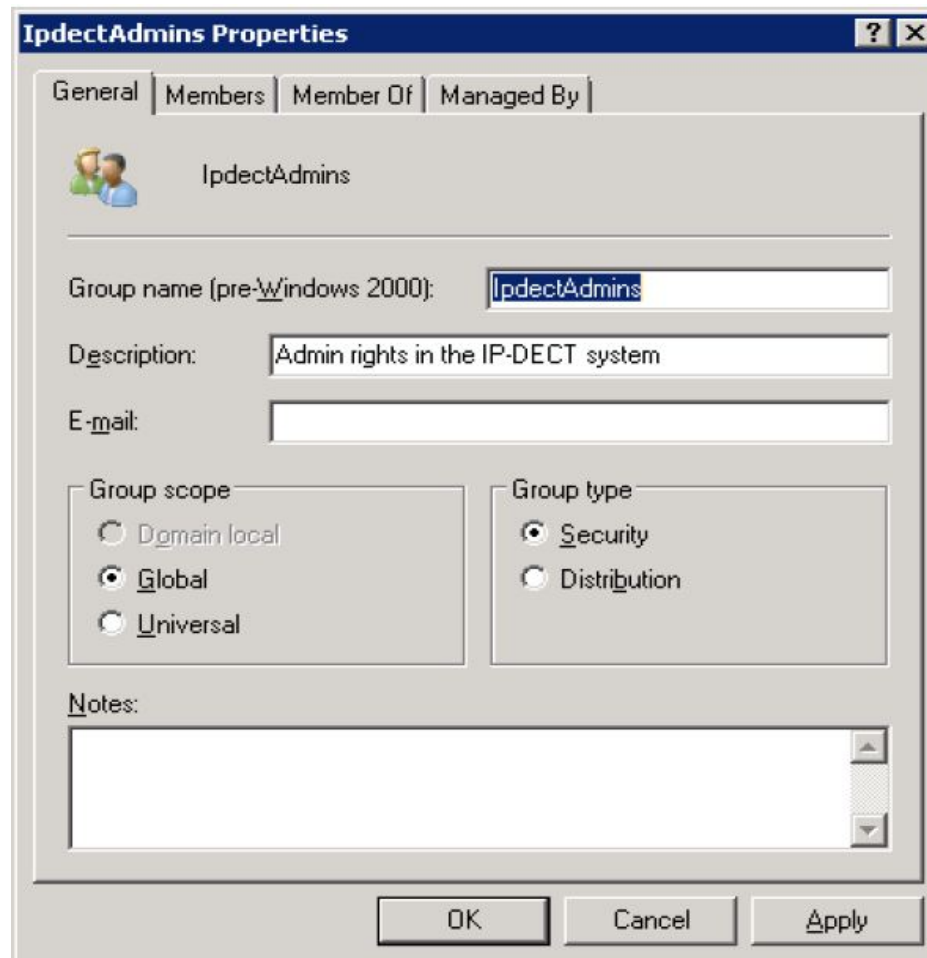 IpdectAdmins Properties
?
General Members Member Of Managed By
IpdectAdmins
Group name (pre-Windows 2000): IpdectAdmins
Description: Admin rights in the IP-DECT system
E-mail:
Group scope Group type
Domain local Security
Global Distribution
Universal
Notes:
OK Cancel Apply